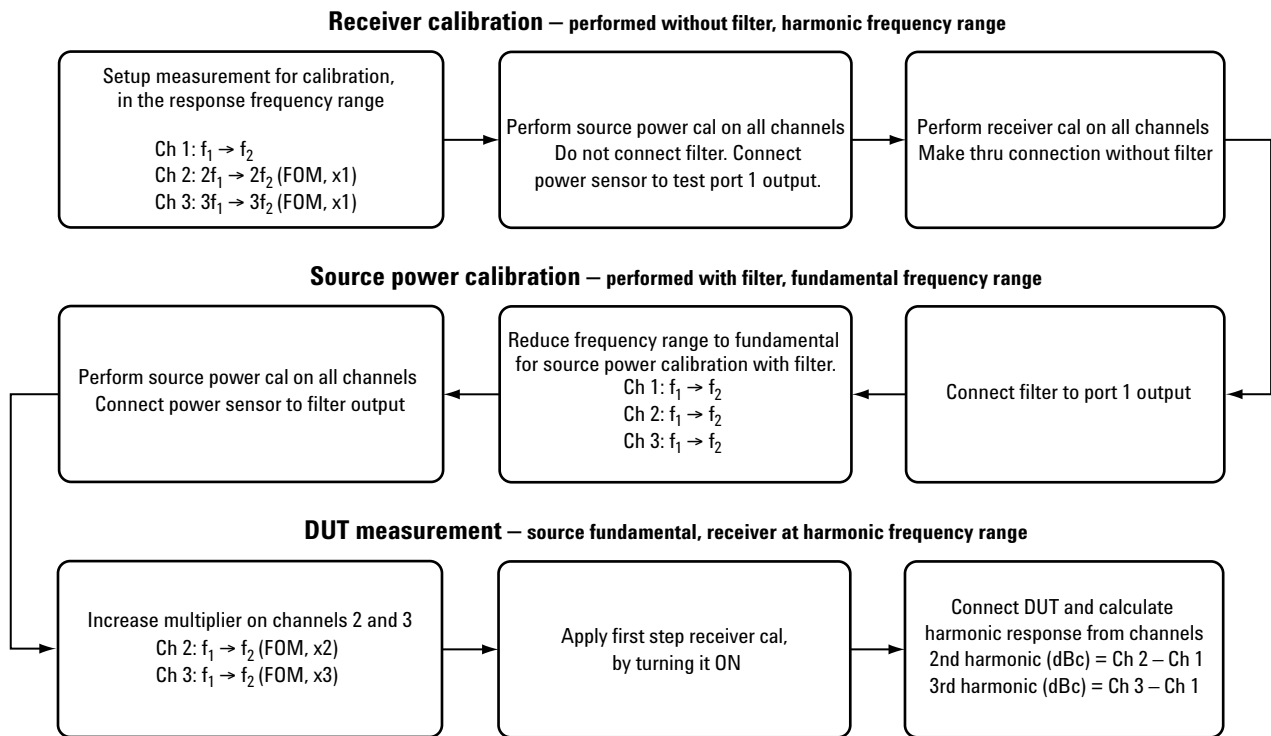 Receiver calibration – performed without filter, harmonic frequency range
Setup measurement for calibration,
in the response frequency range
Ch 1: f₁ → f₂
Ch 2: 2f₁ → 2f₂ (FOM, x1)
Ch 3: 3f₁ → 3f₂ (FOM, x1)
Perform source power cal on all channels
Do not connect filter. Connect
power sensor to test port 1 output.
Perform receiver cal on all channels
Make thru connection without filter
Source power calibration – performed with filter, fundamental frequency range
Perform source power cal on all channels
Connect power sensor to filter output
Reduce frequency range to fundamental
for source power calibration with filter.
Ch 1: f₁ → f₂
Ch 2: f₁ → f₂
Ch 3: f₁ → f₂
Connect filter to port 1 output
DUT measurement – source fundamental, receiver at harmonic frequency range
Increase multiplier on channels 2 and 3
Ch 2: f₁ → f₂ (FOM, x2)
Ch 3: f₁ → f₂ (FOM, x3)
Apply first step receiver cal,
by turning it ON
Connect DUT and calculate
harmonic response from channels
2nd harmonic (dBc) = Ch 2 – Ch 1
3rd harmonic (dBc) = Ch 3 – Ch 1